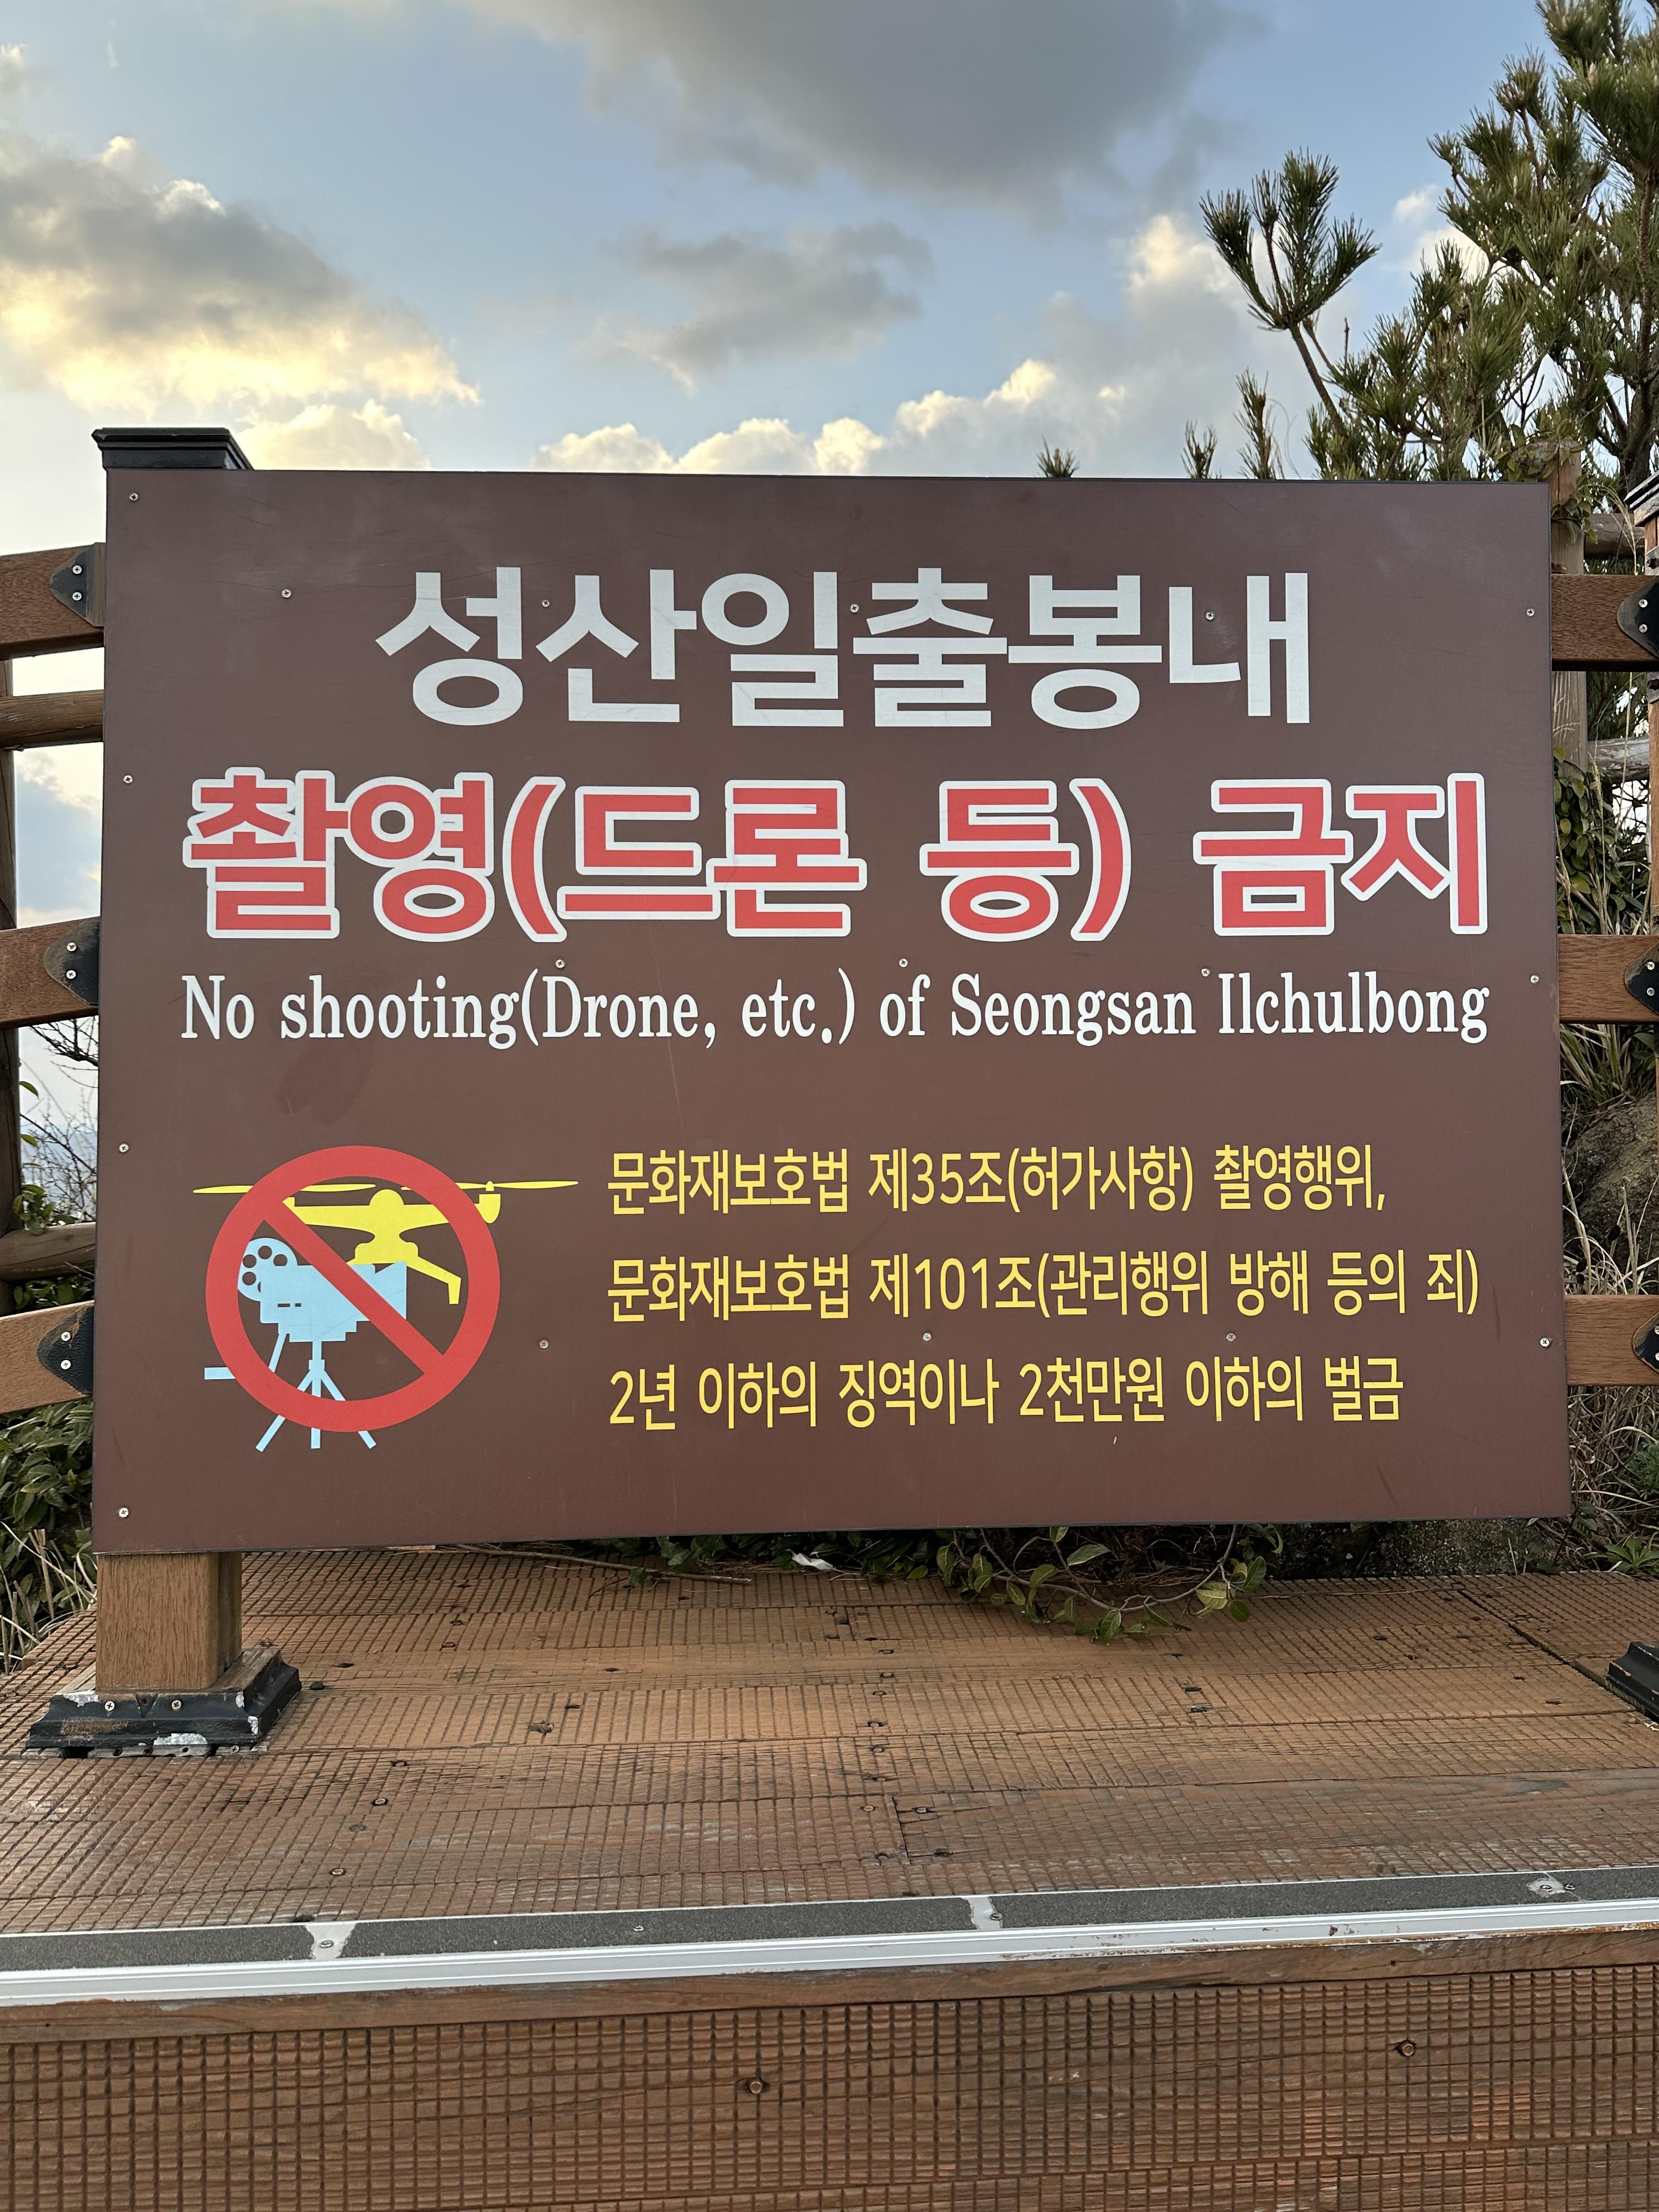 성산일출봉내
촬영(드론 등) 금지
No shooting(Drone, etc.) of Seongsan Ilchulbong
문화재보호법 제35조(허가사항) 촬영행위,
문화재보호법 제101조(관리행위 방해 등의 죄)
2년 이하의 징역이나 2천만원 이하의 벌금